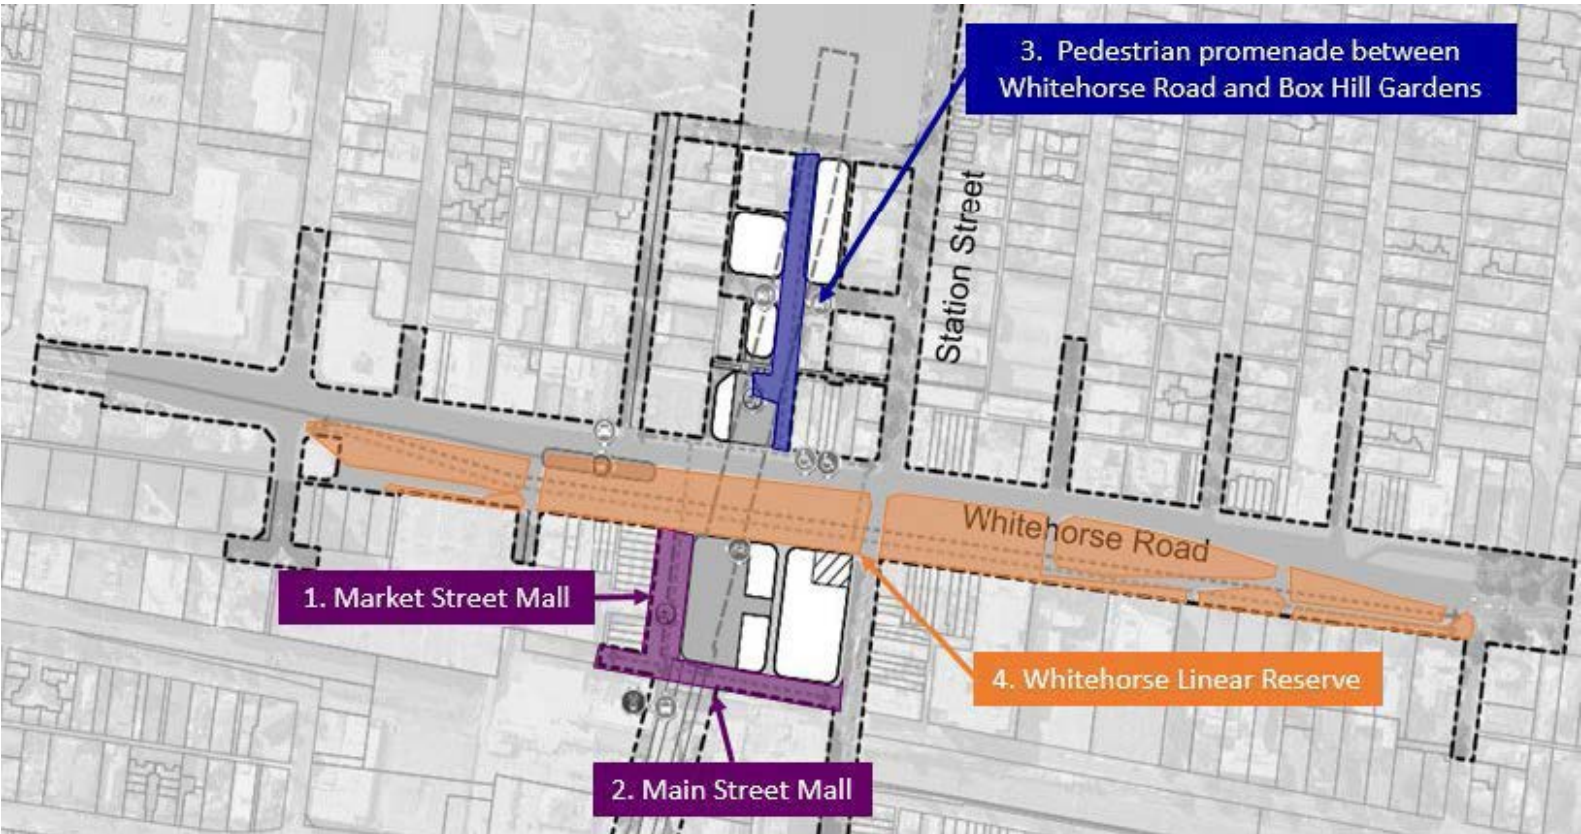 3. Pedestrian promenade between
Whitehorse Road and Box Hill Gardens
Station Street
Whitehorse Road
1. Market Street Mall
4. Whitehorse Linear Reserve
2. Main Street Mall